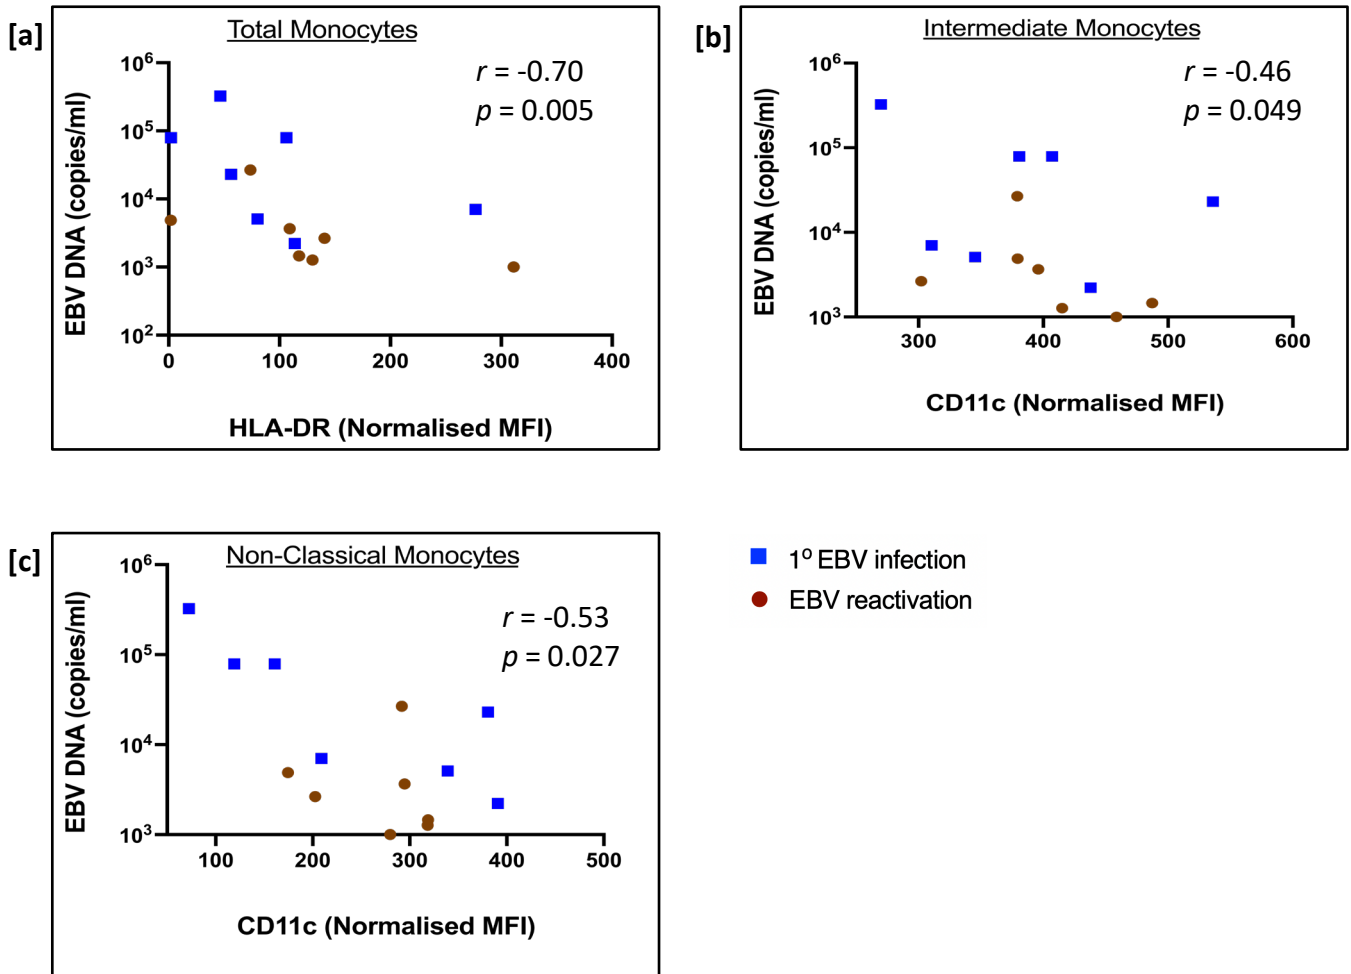 [a]
Total Monocytes
r = -0.70
p = 0.005
EBV DNA (copies/ml)
10⁶
10⁵
10⁴
10³
10²
0 100 200 300 400
HLA-DR (Normalised MFI)
[b]
Intermediate Monocytes
r = -0.46
p = 0.049
EBV DNA (copies/ml)
10⁶
10⁵
10⁴
10³
300 400 500 600
CD11c (Normalised MFI)
[c]
Non-Classical Monocytes
r = -0.53
p = 0.027
EBV DNA (copies/ml)
10⁶
10⁵
10⁴
10³
100 200 300 400 500
CD11c (Normalised MFI)
1º EBV infection
EBV reactivation